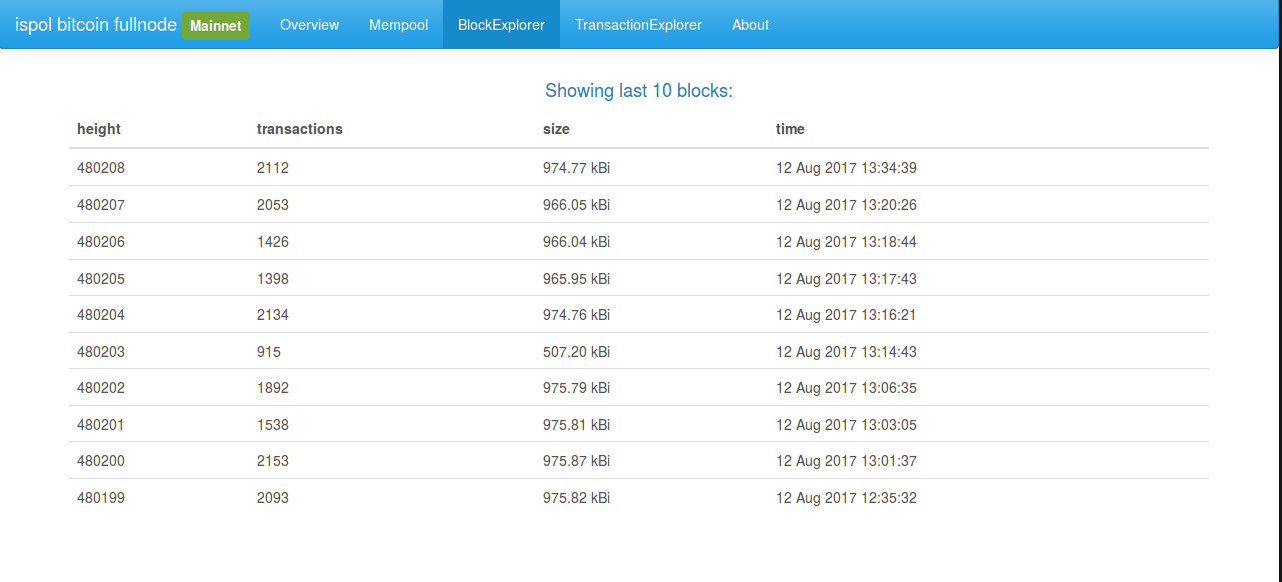 ispol bitcoin fullnode Mainnet Overview Mempool BlockExplorer TransactionExplorer About
Showing last 10 blocks:
height transactions size time
480208 2112 974.77 kBi 12 Aug 2017 13:34:39
480207 2053 966.05 kBi 12 Aug 2017 13:20:26
480206 1426 966.04 kBi 12 Aug 2017 13:18:44
480205 1398 965.95 kBi 12 Aug 2017 13:17:43
480204 2134 974.76 kBi 12 Aug 2017 13:16:21
480203 915 507.20 kBi 12 Aug 2017 13:14:43
480202 1892 975.79 kBi 12 Aug 2017 13:06:35
480201 1538 975.81 kBi 12 Aug 2017 13:03:05
480200 2153 975.87 kBi 12 Aug 2017 13:01:37
480199 2093 975.82 kBi 12 Aug 2017 12:35:32